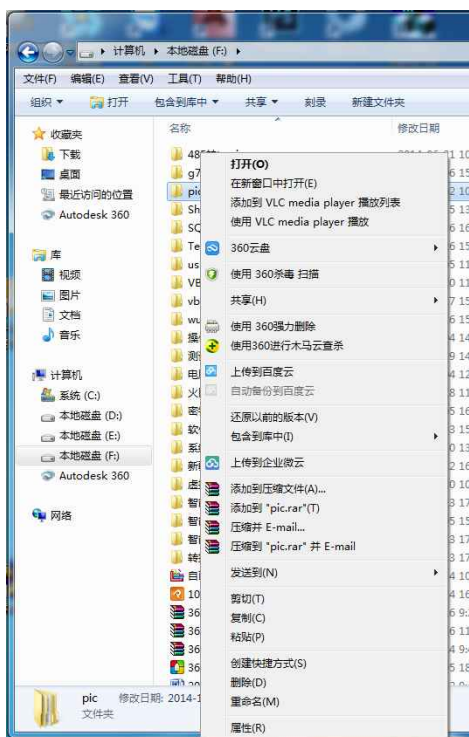 计算机 ▸ 本地磁盘 (F:) ▸
文件(F) 编辑(E) 查看(V) 工具(T) 帮助(H)
组织 打开 包含到库中 共享 刻录 新建文件夹
名称 修改日期
收藏夹
下载
桌面
最近访问的位置
Autodesk 360
库
视频
图片
文档
音乐
计算机
系统 (C:)
本地磁盘 (D:)
本地磁盘 (E:)
本地磁盘 (F:)
Autodesk 360
网络
打开(O)
在新窗口中打开(E)
添加到 VLC media player 播放列表
使用 VLC media player 播放
360云盘
使用 360杀毒 扫描
共享(H)
使用 360强力删除
使用360进行木马云查杀
上传到百度云
自动备份到百度云
还原以前的版本(V)
包含到库中(I)
上传到企业微云
添加到压缩文件(A)...
添加到 "pic.rar"(T)
压缩并 E-mail...
压缩到 "pic.rar" 并 E-mail
发送到(N)
剪切(T)
复制(C)
粘贴(P)
创建快捷方式(S)
删除(D)
重命名(M)
属性(R)
pic 修改日期: 2014-1
文件夹